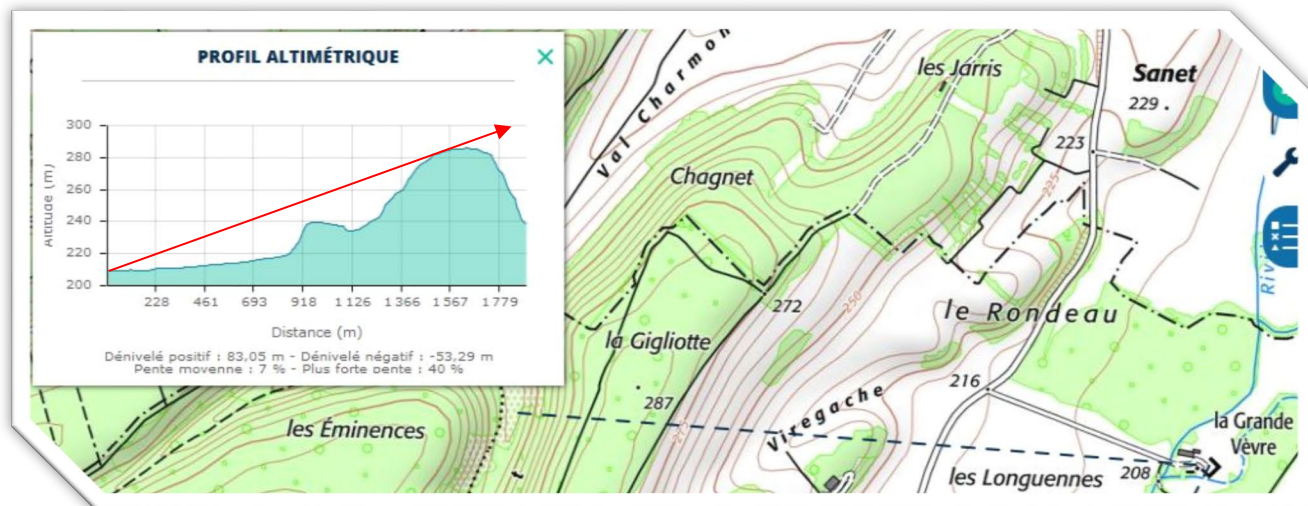 PROFIL ALTIMÉTRIQUE
×
300
280
260
240
220
200
Altitude (m)
228 461 693 918 1 126 1 366 1 567 1 779
Distance (m)
Dénivelé positif : 83,05 m - Dénivelé négatif : -53,29 m
Pente moyenne : 7 % - Plus forte pente : 40 %
Val Charmon
les Jarris
Sanet
229
223
Chagnet
225
250
272
le Rondeau
la Gigliotte
287
275
216
Viregache
les Éminences
la Grande
Vèvre
les Longuennes
208